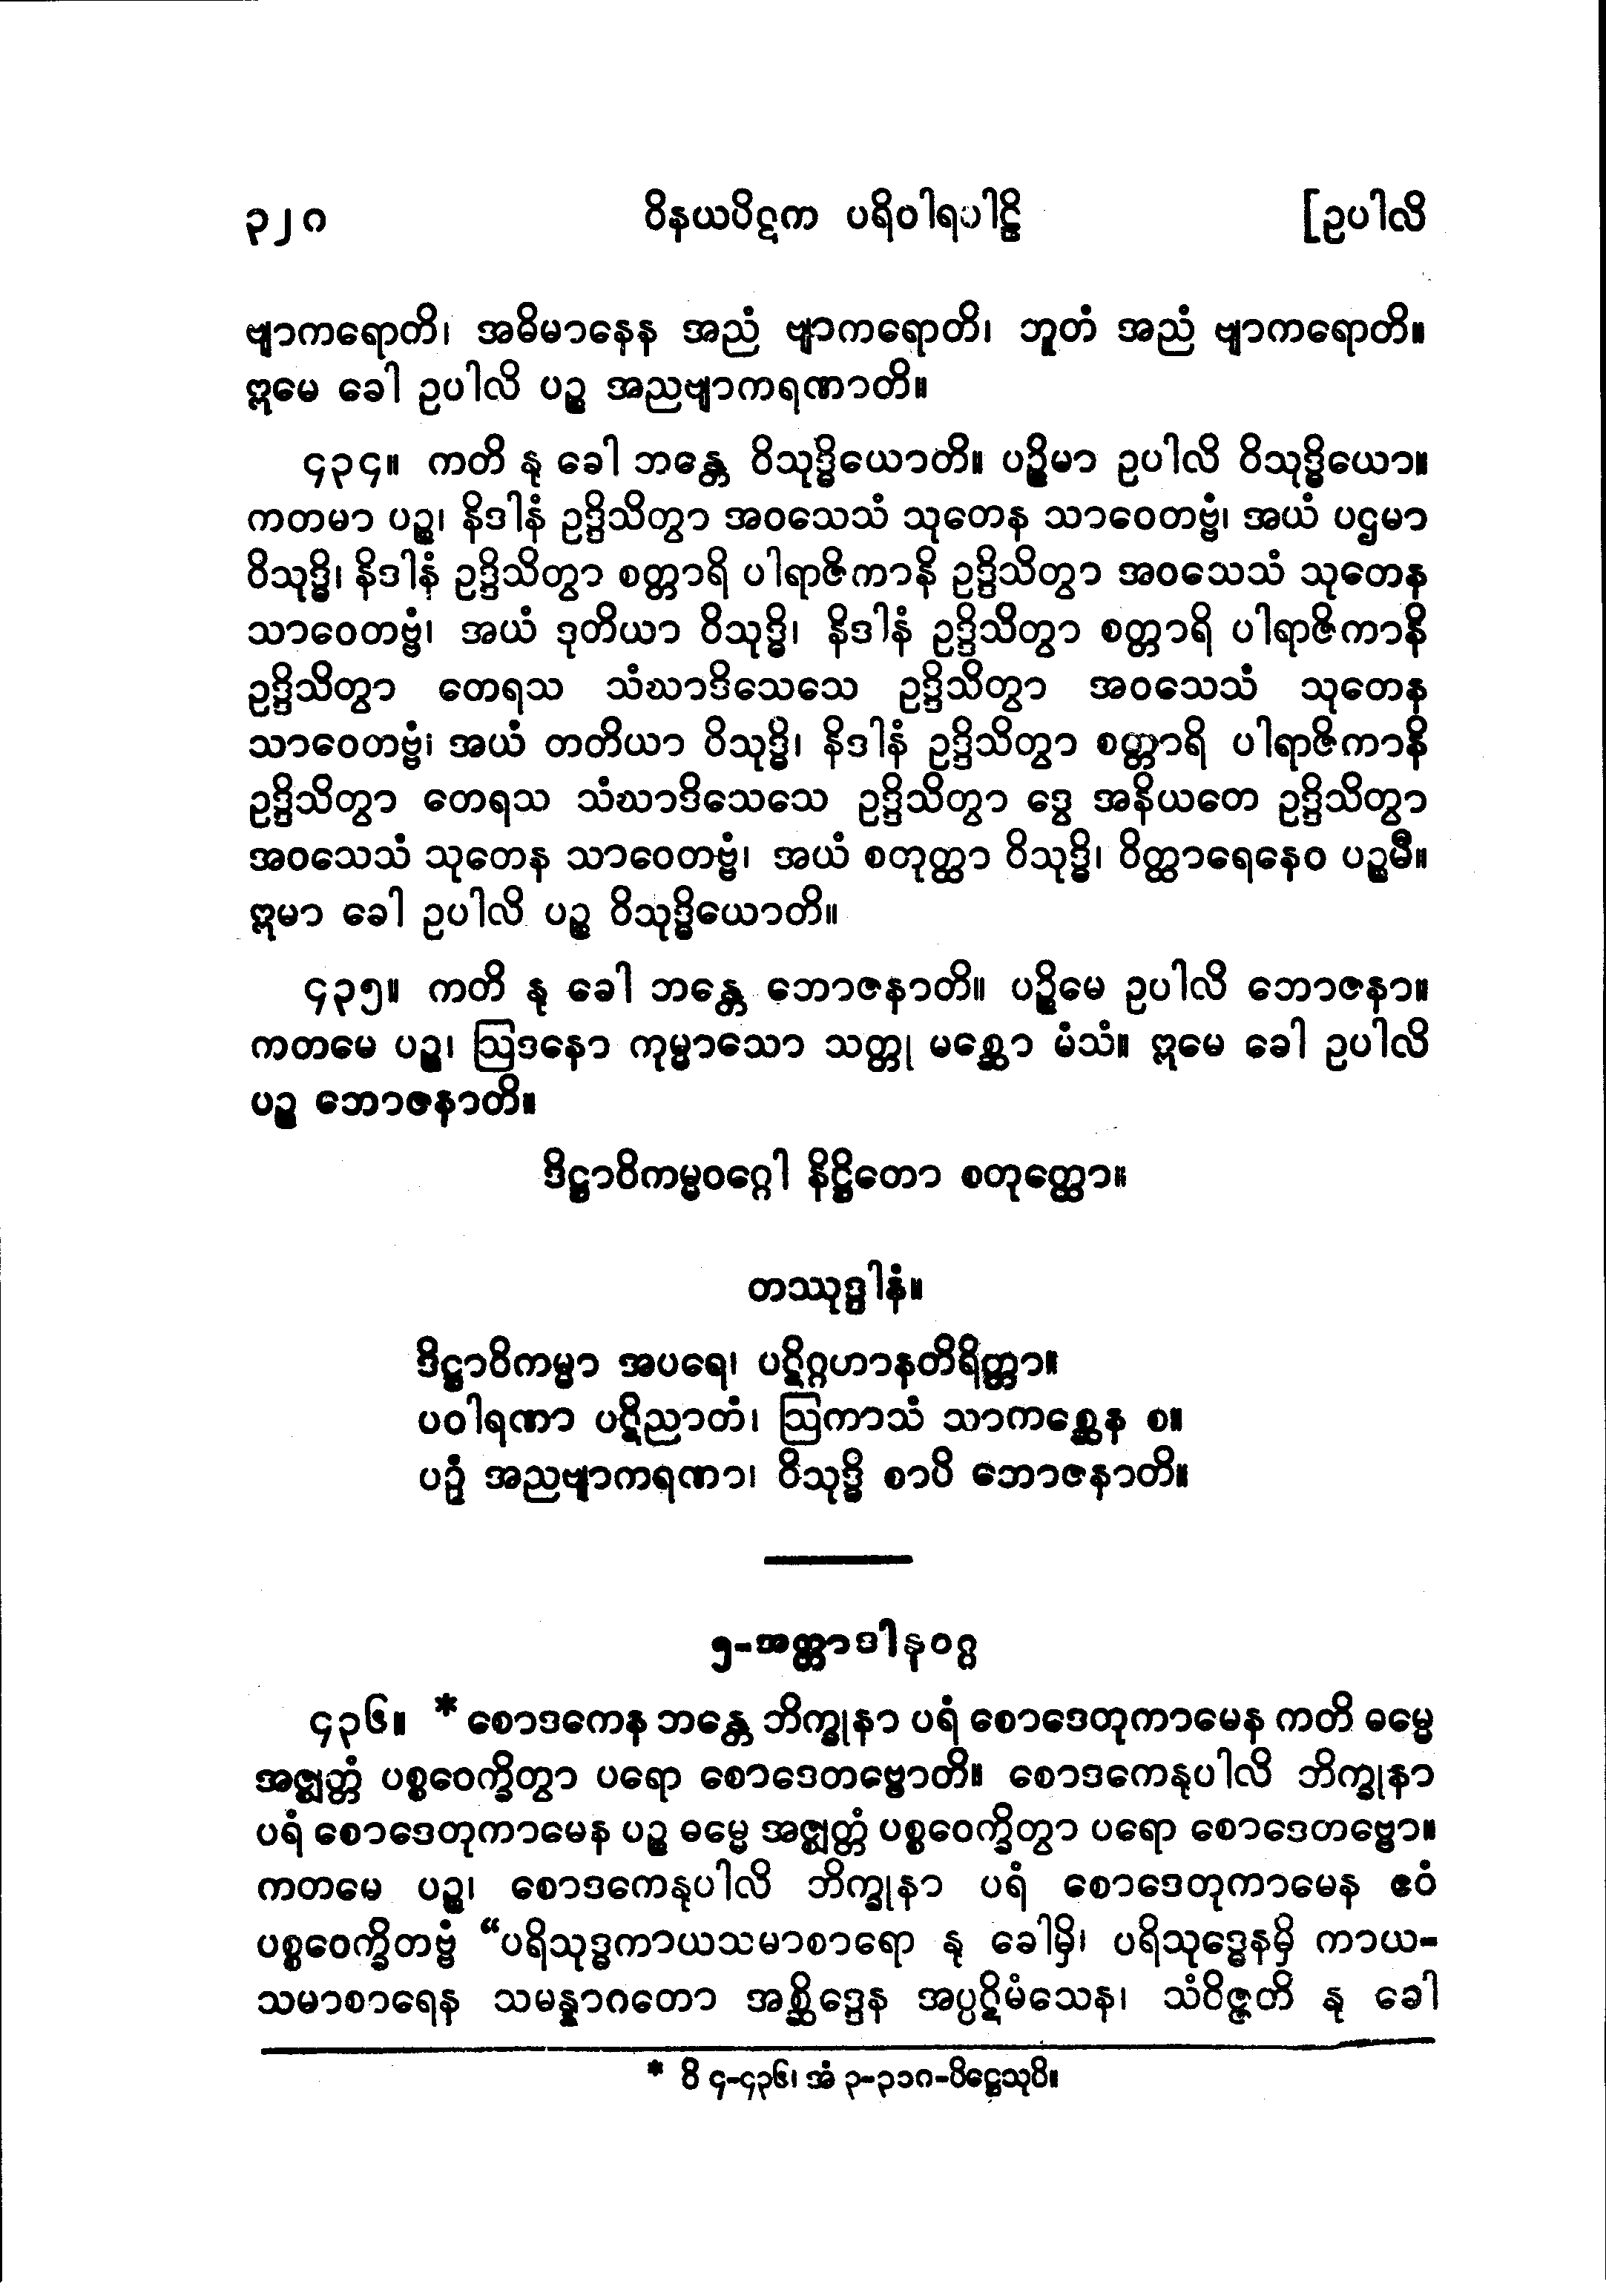 ၃၂၈ ဝိနယပိဋက ပရိဝါရပါဠိ [ဥပါလိ
ဗျာကရောတိ၊ အဓိမာနေန အညံ ဗျာကရောတိ၊ ဘူတံ အညံ ဗျာကရောတိ။
ဣမေ ခေါ ဥပါလိ ပဉ္စ အညဗျာကရဏာတိ။
၄၃၄။ ကတိ နု ခေါ ဘန္တေ ဝိသုဒ္ဓိယောတိ။ ပဉ္စိမာ ဥပါလိ ဝိသုဒ္ဓိယော။
ကတမာ ပဉ္စ၊ နိဒါနံ ဥဒ္ဒိသိတွာ အဝသေသံ သုတေန သာဝေတဗ္ဗံ၊ အယံ ပဌမာ
ဝိသုဒ္ဓိ၊ နိဒါနံ ဥဒ္ဒိသိတွာ စတ္တာရိ ပါရာဇိကာနိ ဥဒ္ဒိသိတွာ အဝသေသံ သုတေန
သာဝေတဗ္ဗံ၊ အယံ ဒုတိယာ ဝိသုဒ္ဓိ၊ နိဒါနံ ဥဒ္ဒိသိတွာ စတ္တာရိ ပါရာဇိကာနိ
ဥဒ္ဒိသိတွာ တေရသ သံဃာဒိသေသေ ဥဒ္ဒိသိတွာ အဝသေသံ သုတေန
သာဝေတဗ္ဗံ၊ အယံ တတိယာ ဝိသုဒ္ဓိ၊ နိဒါနံ ဥဒ္ဒိသိတွာ စတ္တာရိ ပါရာဇိကာနိ
ဥဒ္ဒိသိတွာ တေရသ သံဃာဒိသေသေ ဥဒ္ဒိသိတွာ ဒွေ အနိယတေ ဥဒ္ဒိသိတွာ
အဝသေသံ သုတေန သာဝေတဗ္ဗံ၊ အယံ စတုတ္ထာ ဝိသုဒ္ဓိ၊ ဝိတ္ထာရေနေဝ ပဉ္စမီ။
ဣမာ ခေါ ဥပါလိ ပဉ္စ ဝိသုဒ္ဓိယောတိ။
၄၃၅။ ကတိ နု ခေါ ဘန္တေ ဘောဇနာတိ။ ပဉ္စိမေ ဥပါလိ ဘောဇနာ။
ကတမေ ပဉ္စ၊ ဩဒနော ကုမ္မာသော သတ္တု မစ္ဆော မံသံ။ ဣမေ ခေါ ဥပါလိ
ပဉ္စ ဘောဇနာတိ။
ဒိဋ္ဌာဝိကမ္မဝဂ္ဂေါ နိဋ္ဌိတော စတုတ္ထော။
တဿုဒ္ဒါနံ။
ဒိဋ္ဌာဝိကမ္မာ အပရေ၊ ပဋိဂ္ဂဟာနတိရိတ္တာ။
ပဝါရဏာ ပဋိညာတံ၊ ဩကာသံ သာကစ္ဆေန စ။
ပဉှံ အညဗျာကရဏာ၊ ဝိသုဒ္ဓိ စာပိ ဘောဇနာတိ။
၅-အတ္တာဒါနဝဂ္ဂ
၄၃၆။ * စောဒကေန ဘန္တေ ဘိက္ခုနာ ပရံ စောဒေတုကာမေန ကတိ ဓမ္မေ
အဇ္ဈတ္တံ ပစ္စဝေက္ခိတွာ ပရော စောဒေတဗ္ဗောတိ။ စောဒကေနုပါလိ ဘိက္ခုနာ
ပရံ စောဒေတုကာမေန ပဉ္စ ဓမ္မေ အဇ္ဈတ္တံ ပစ္စဝေက္ခိတွာ ပရော စောဒေတဗ္ဗော။
ကတမေ ပဉ္စ၊ စောဒကေနုပါလိ ဘိက္ခုနာ ပရံ စောဒေတုကာမေန ဧဝံ
ပစ္စဝေက္ခိတဗ္ဗံ “ပရိသုဒ္ဓကာယသမာစာရော နု ခေါမှိ၊ ပရိသုဒ္ဓေနမှိ ကာယ-
သမာစာရေန သမန္နာဂတော အစ္ဆိဒ္ဒေန အပ္ပဋိမံသေန၊ သံဝိဇ္ဇတိ နု ခေါ
* ဝိ ၄-၄၃၆၊ အံ ၃-၃၁၈-ပိဋ္ဌေသုပိ။